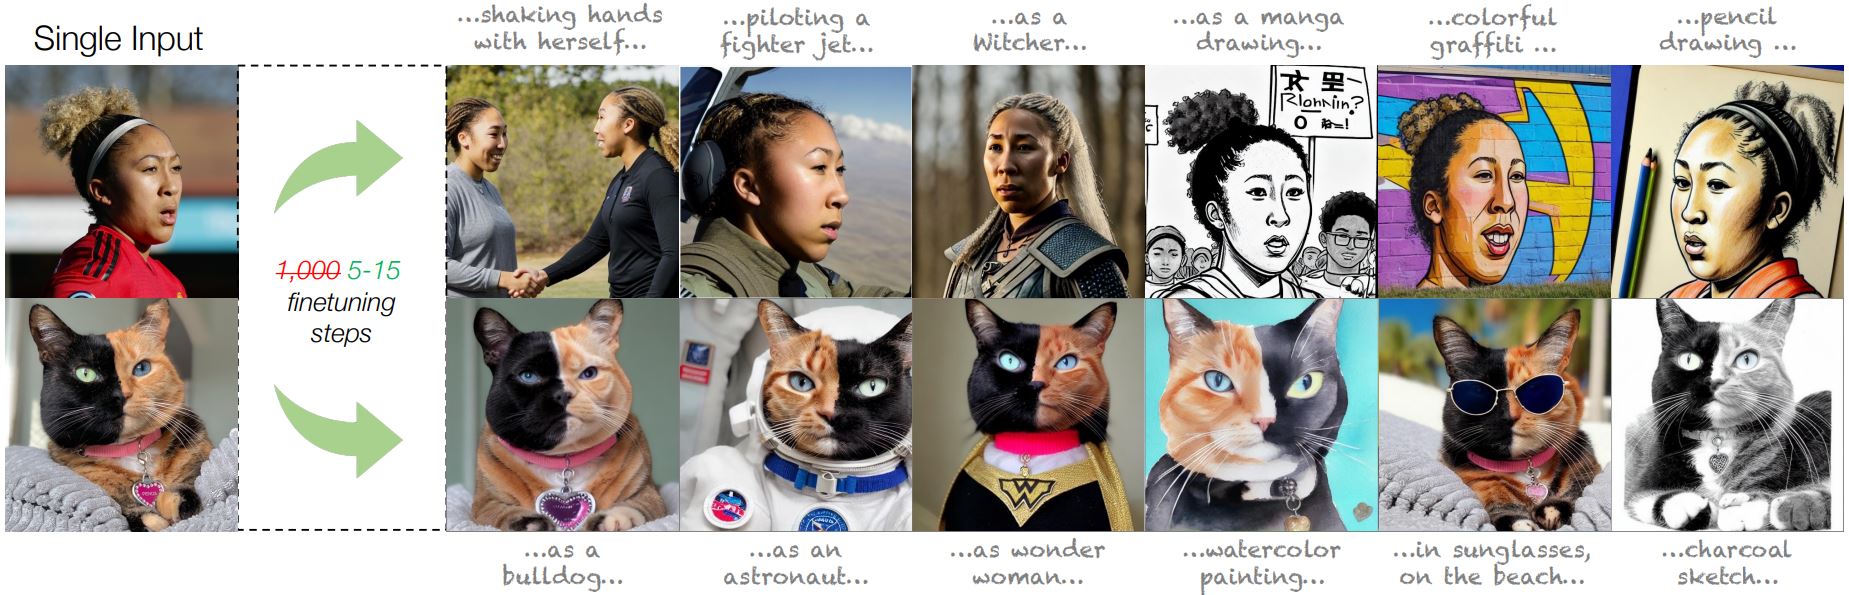 Single Input
...shaking hands
with herself...
...piloting a
fighter jet...
...as a
Witcher...
...as a manga
drawing...
...colorful
graffiti ...
...pencil
drawing ...
1,000 5-15
finetuning
steps
...as a
bulldog...
...as an
astronaut...
...as wonder
woman...
...watercolor
painting...
...in sunglasses,
on the beach...
...charcoal
sketch...